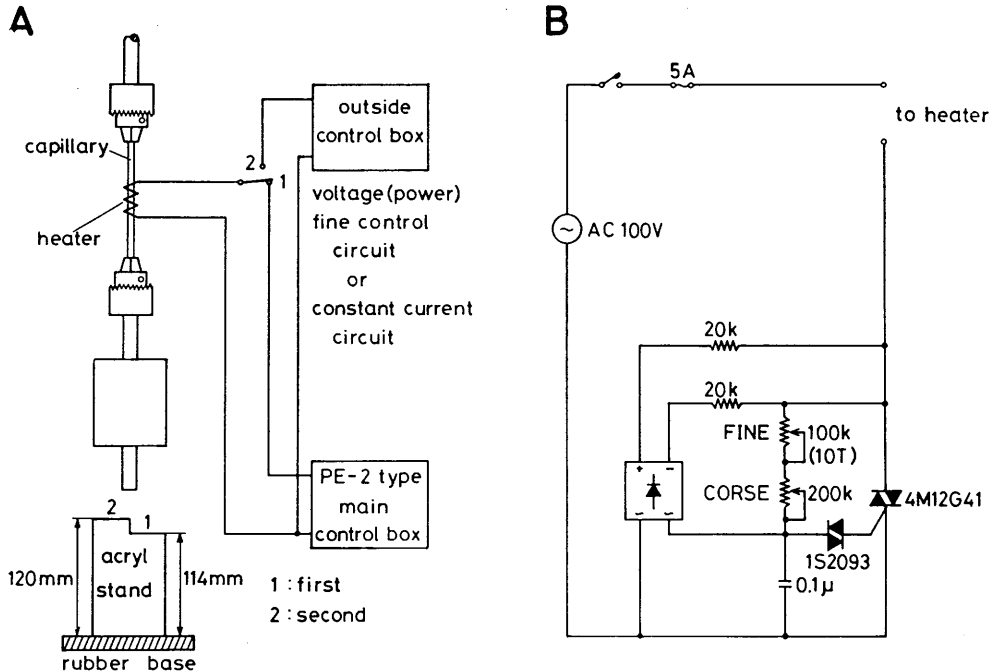 A
capillary
heater
2
1
outside
control box
voltage (power)
fine control
circuit
or
constant current
circuit
PE-2 type
main
control box
2
1
acryl
stand
120mm
114mm
1 : first
2 : second
rubber base
B
5A
to heater
~
AC 100V
20k
20k
FINE
100k
(10T)
+
-
~
~
CORSE
200k
4M12G41
1S2093
0.1μ